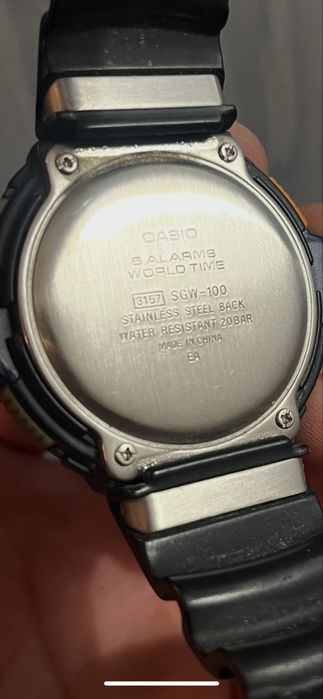 CASIO
5 ALARMS
WORLD TIME
3157 SGW-100
STAINLESS STEEL BACK
WATER RESISTANT 20BAR
MADE IN CHINA
EA